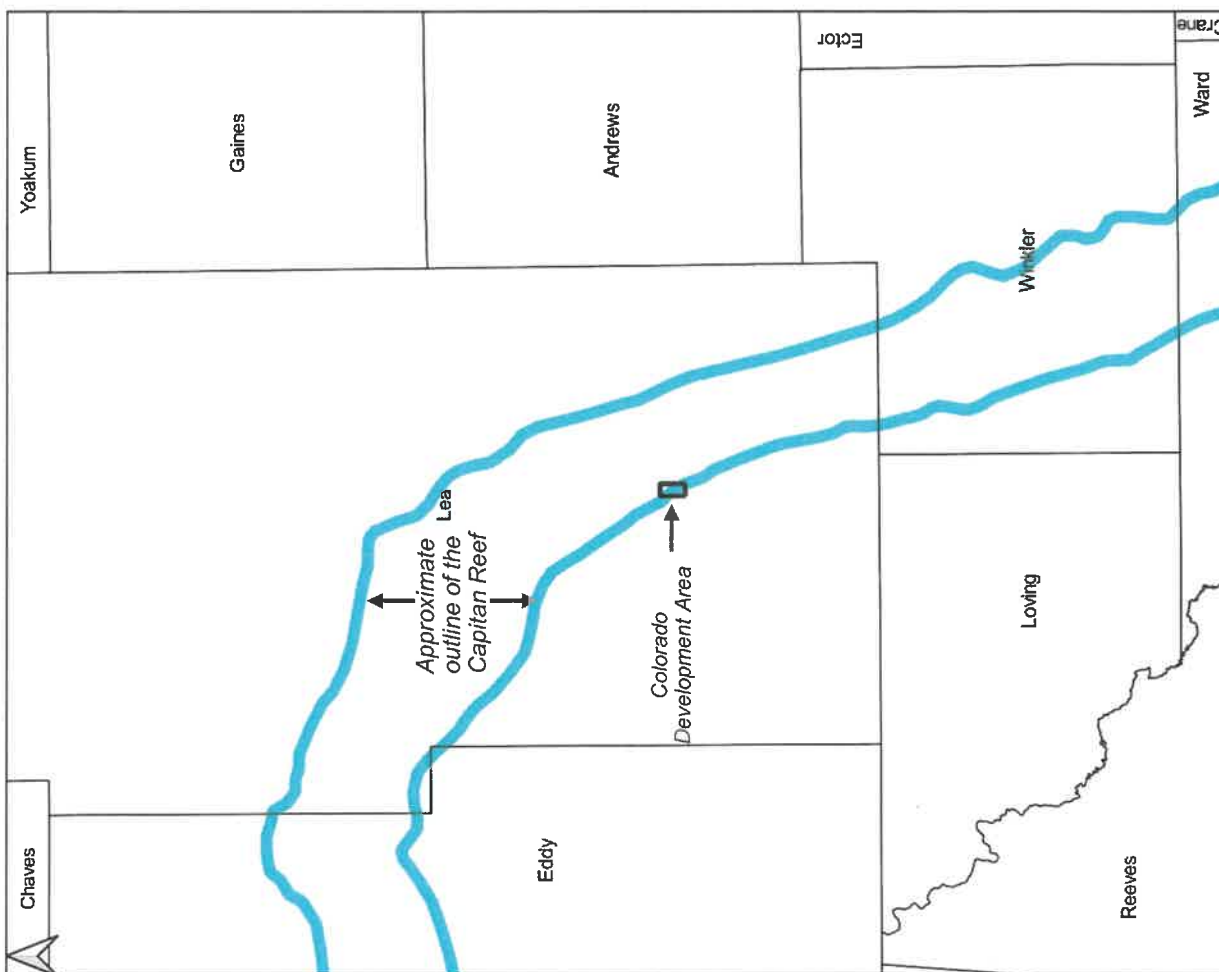 Yoakum
Chaves
Gaines
Andrews
Ector
Crane
Ward
Lea
Approximate
outline of the
Capitan Reef
Winkler
Colorado
Development Area
Eddy
Loving
Reeves